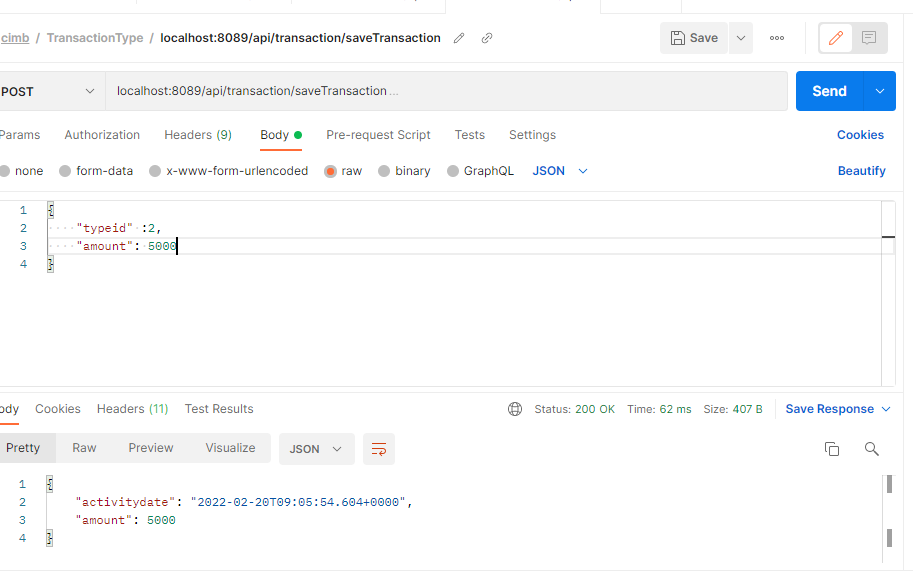 cimb / TransactionType / localhost:8089/api/transaction/saveTransaction Save
POST localhost:8089/api/transaction/saveTransaction ... Send
Params Authorization Headers (9) Body Pre-request Script Tests Settings Cookies
none form-data x-www-form-urlencoded raw binary GraphQL JSON Beautify
1 {
2 "typeid" :2,
3 "amount": 5000
4 }
ody Cookies Headers (11) Test Results Status: 200 OK Time: 62 ms Size: 407 B Save Response
Pretty Raw Preview Visualize JSON
1 {
2 "activitydate": "2022-02-20T09:05:54.604+0000",
3 "amount": 5000
4 }